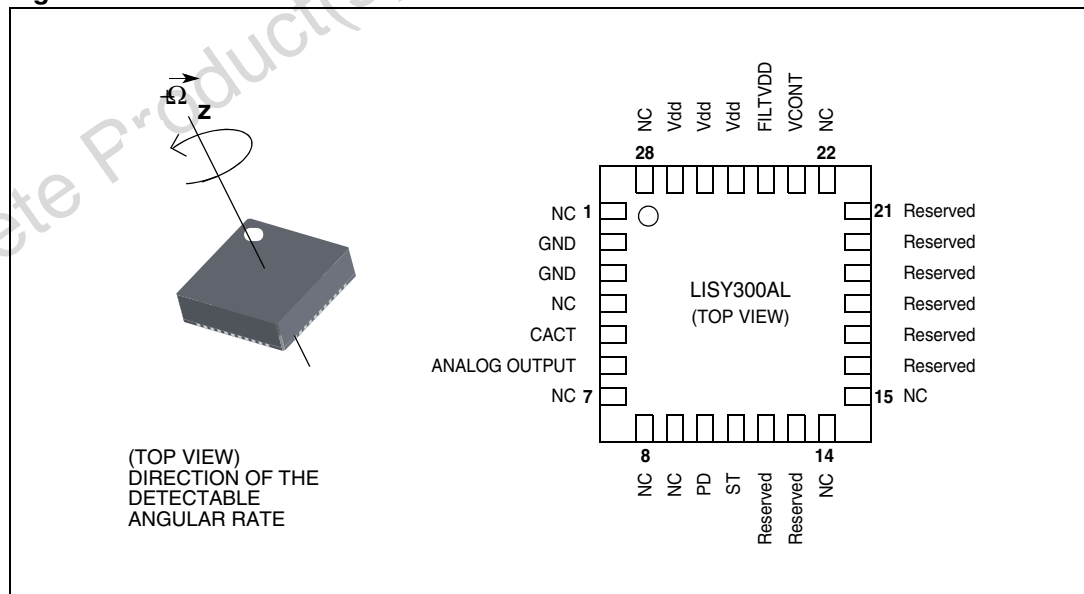 +Ω
Z
(TOP VIEW)
DIRECTION OF THE
DETECTABLE
ANGULAR RATE
NC
Vdd
Vdd
Vdd
FILTVDD
VCONT
NC
28
22
NC 1
GND
GND
NC
CACT
ANALOG OUTPUT
NC 7
LISY300AL
(TOP VIEW)
21 Reserved
Reserved
Reserved
Reserved
Reserved
Reserved
15 NC
8
14
NC
NC
PD
ST
Reserved
Reserved
NC
ete Product(s)